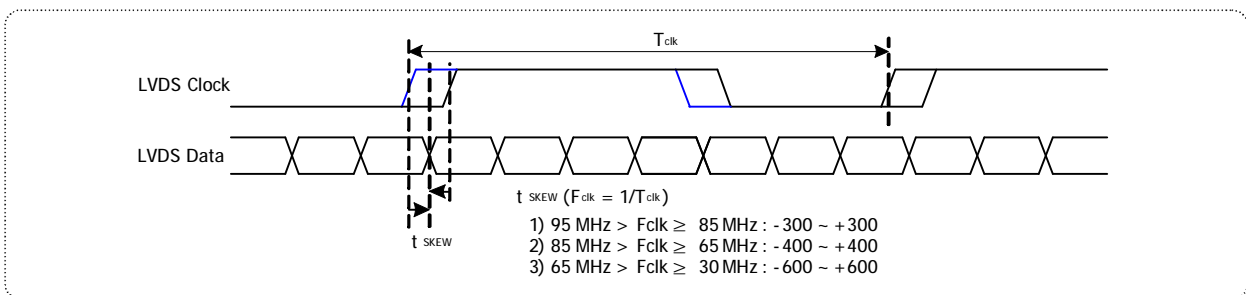 Tclk
LVDS Clock
LVDS Data
t SKEW (Fclk = 1/Tclk)
1) 95 MHz > Fclk ≥ 85 MHz : -300 ~ +300
t SKEW
2) 85 MHz > Fclk ≥ 65 MHz : -400 ~ +400
3) 65 MHz > Fclk ≥ 30 MHz : -600 ~ +600